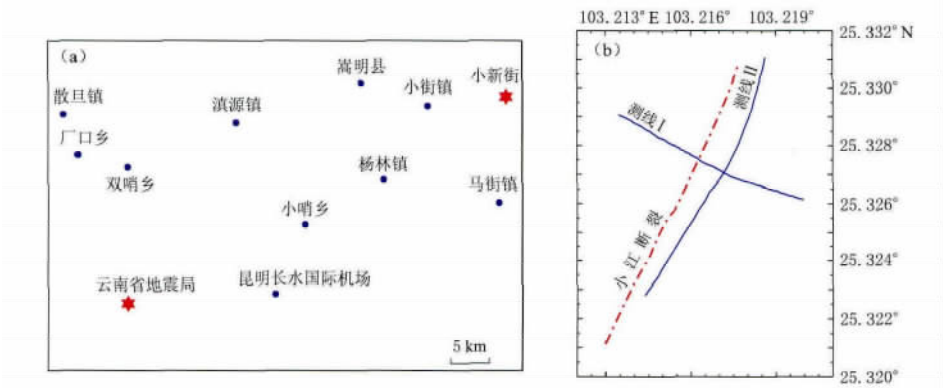 (a)
嵩明县
小街镇
小新街
散旦镇
滇源镇
厂口乡
双哨乡
杨林镇
马街镇
小哨乡
云南省地震局
昆明长水国际机场
5 km
103.213° E 103.216° 103.219°
(b)
25.332° N
25.330°
25.328°
25.326°
25.324°
25.322°
25.320°
测线Ⅰ
测线Ⅱ
小江断裂